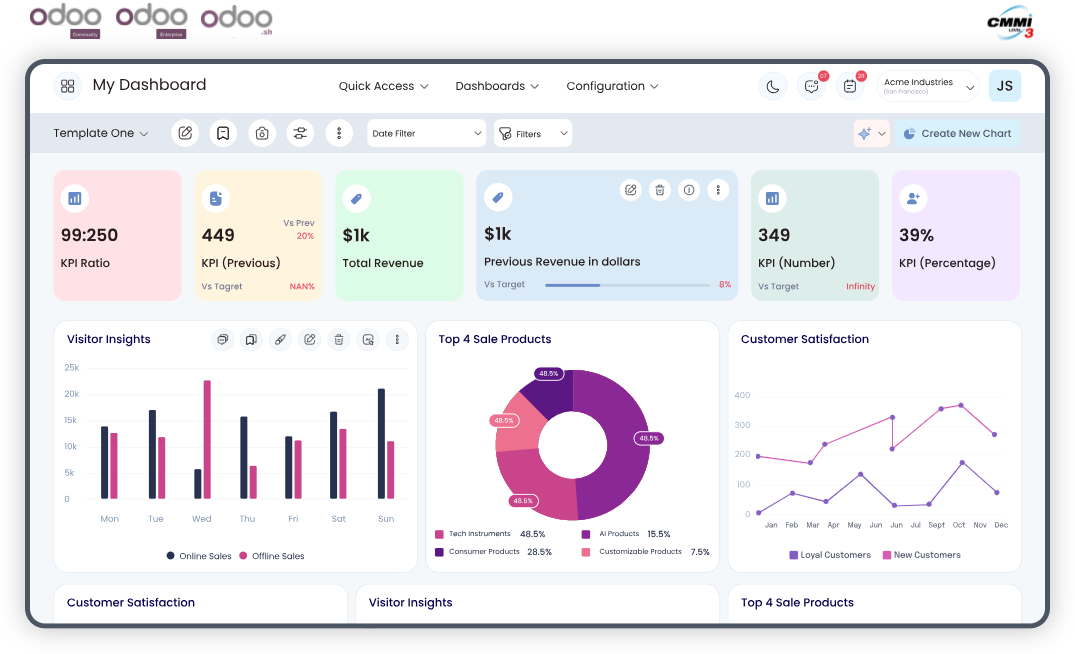 odoo Community odoo Enterprise odoo .sh CMMI LEVEL 3
My Dashboard Quick Access Dashboards Configuration 07 28 Acme Industries JS
(San Francisco)
Template One Date Filter Filters Create New Chart
99:250
KPI Ratio
Vs Prev
449 20%
KPI (Previous)
Vs Tagret NAN%
$1k
Total Revenue
$1k
Previous Revenue in dollars
Vs Target 8%
349
KPI (Number)
Vs Target Infinity
39%
KPI (Percentage)
Visitor Insights
25k
20k
15k
10k
5k
0
Mon Tue Wed Thu Fri Sat Sun
Online Sales Offline Sales
Top 4 Sale Products
48.5%
48.5%
48.5%
48.5%
Tech Instruments 48.5% AI Products 15.5%
Consumer Products 28.5% Customizable Products 7.5%
Customer Satisfaction
400
300
200
100
0
Jan Feb Mar Apr May Jun Jun Jul Sept Oct Nov Dec
Loyal Customers New Customers
Customer Satisfaction Visitor Insights Top 4 Sale Products